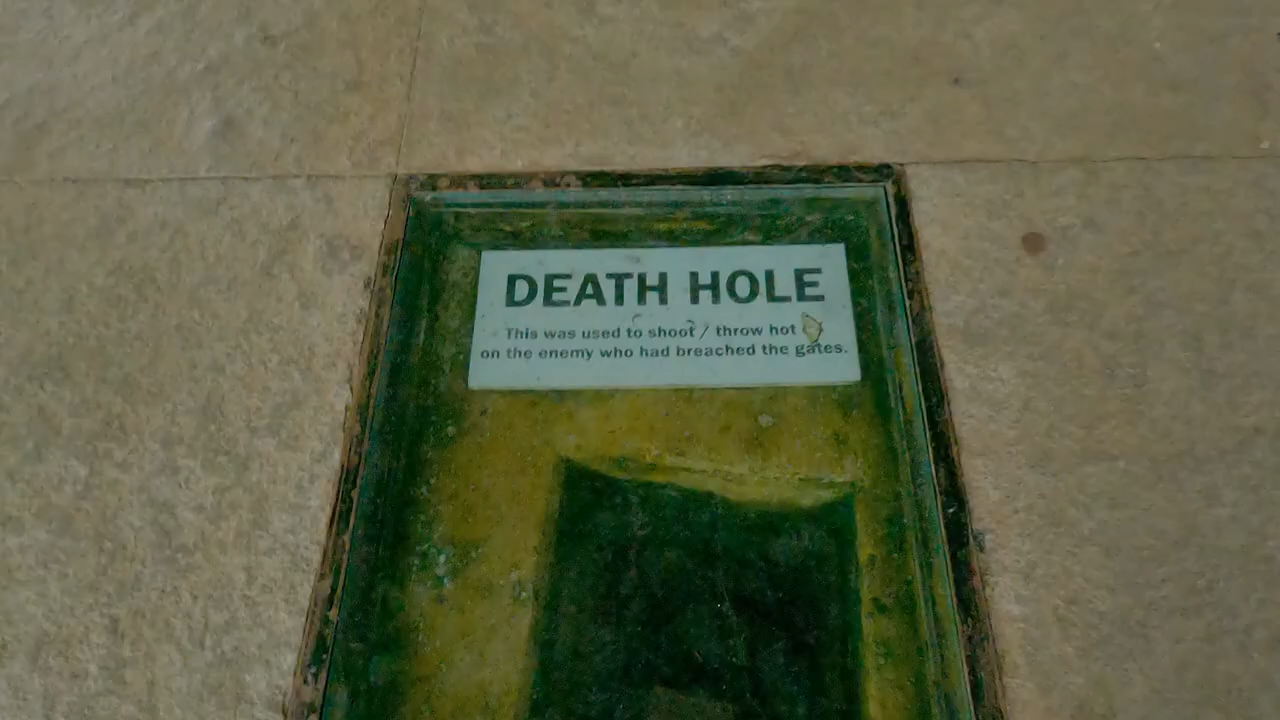 DEATH HOLE
This was used to shoot / throw hot
on the enemy who had breached the gates.